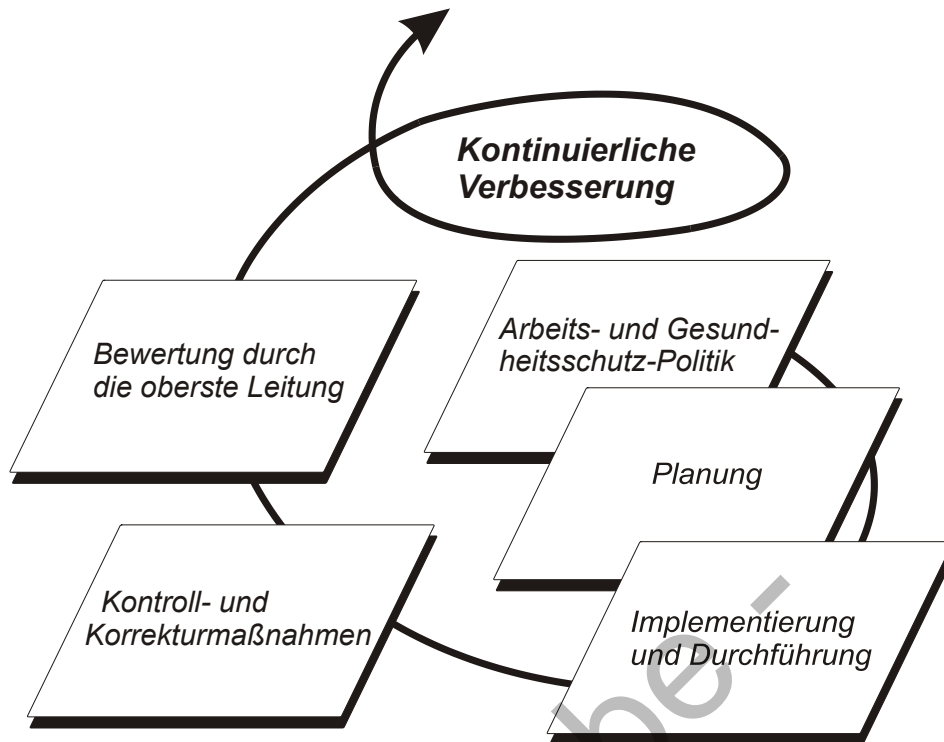 Kontinuierliche
Verbesserung
Arbeits- und Gesund-
heitsschutz-Politik
Planung
Implementierung
und Durchführung
Kontroll- und
Korrekturmaßnahmen
Bewertung durch
die oberste Leitung
be -